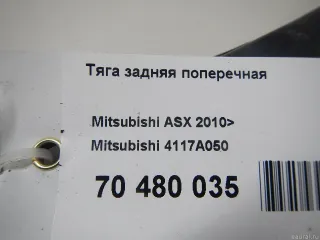 Тяга задняя поперечная
Mitsubishi ASX 2010>
Mitsubishi 4117A050
70 480 035